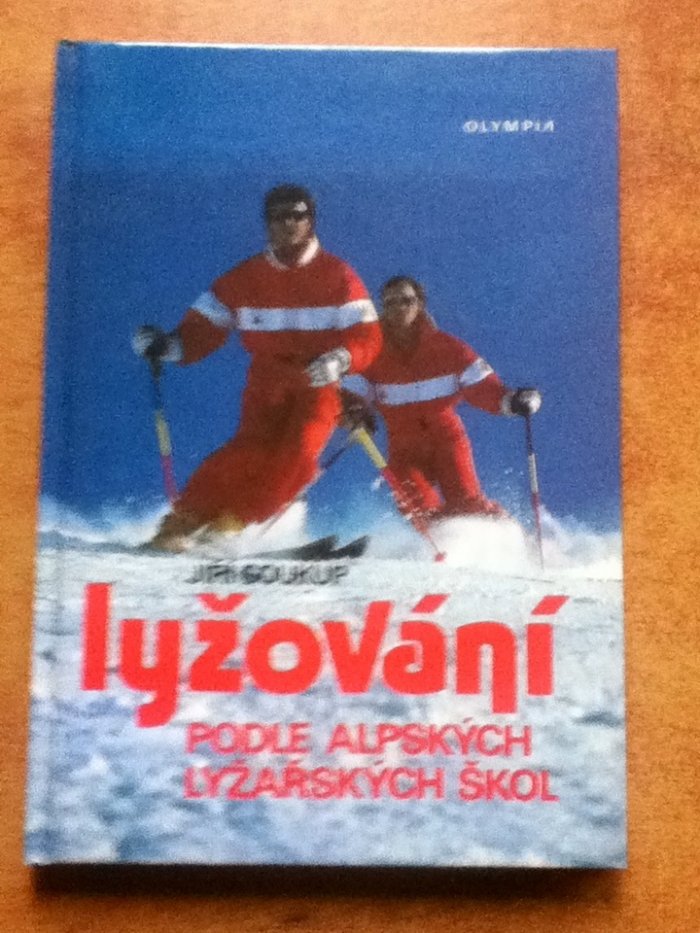 OLYMPIA
JIŘÍ SOUKUP
lyžování
PODLE ALPSKÝCH
LYŽAŘSKÝCH ŠKOL